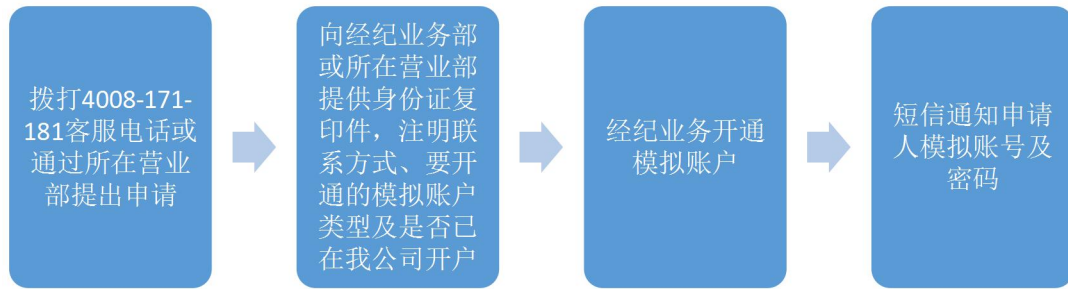 拨打4008-171-
181客服电话或
通过所在营业
部提出申请
向经纪业务部
或所在营业部
提供身份证复
印件，注明联
系方式、要开
通的模拟账户
类型及是否已
在我公司开户
经纪业务开通
模拟账户
短信通知申请
人模拟账号及
密码